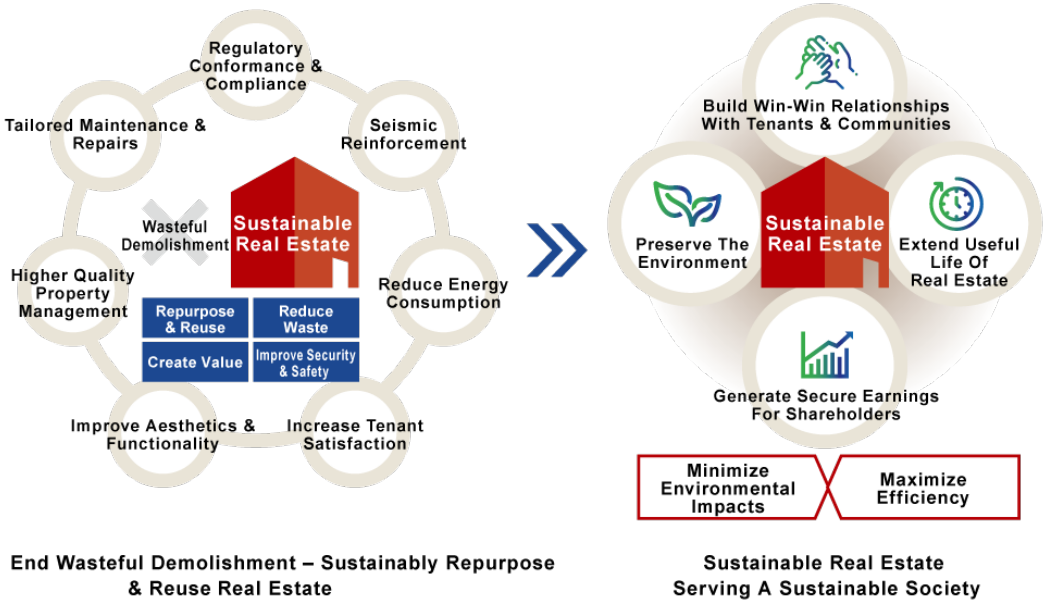 Regulatory
Conformance &
Compliance
Tailored Maintenance &
Repairs
Seismic
Reinforcement
Wasteful
Demolishment
Sustainable
Real Estate
Higher Quality
Property
Management
Reduce Energy
Consumption
Repurpose
& Reuse
Reduce
Waste
Create Value
Improve Security
& Safety
Improve Aesthetics &
Functionality
Increase Tenant
Satisfaction
End Wasteful Demolishment – Sustainably Repurpose
& Reuse Real Estate
Build Win-Win Relationships
With Tenants & Communities
Preserve The
Environment
Sustainable
Real Estate
Extend Useful
Life Of
Real Estate
Generate Secure Earnings
For Shareholders
Minimize
Environmental
Impacts
Maximize
Efficiency
Sustainable Real Estate
Serving A Sustainable Society